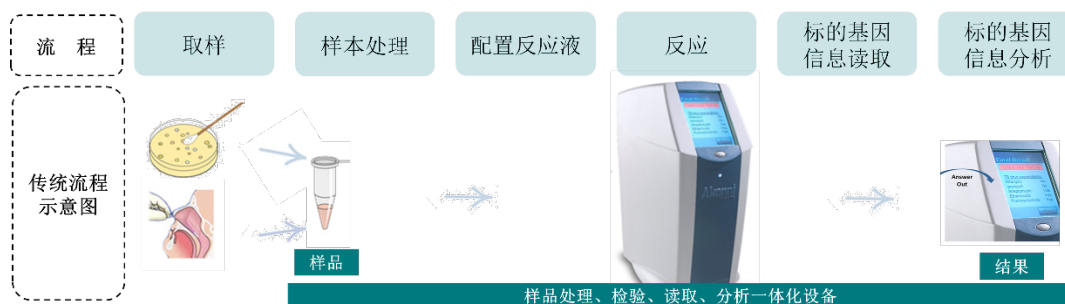 流 程
取样
样本处理
配置反应液
反应
标的基因
信息读取
标的基因
信息分析
传统流程
示意图
Answer
Out
样品
结果
样品处理、检验、读取、分析一体化设备